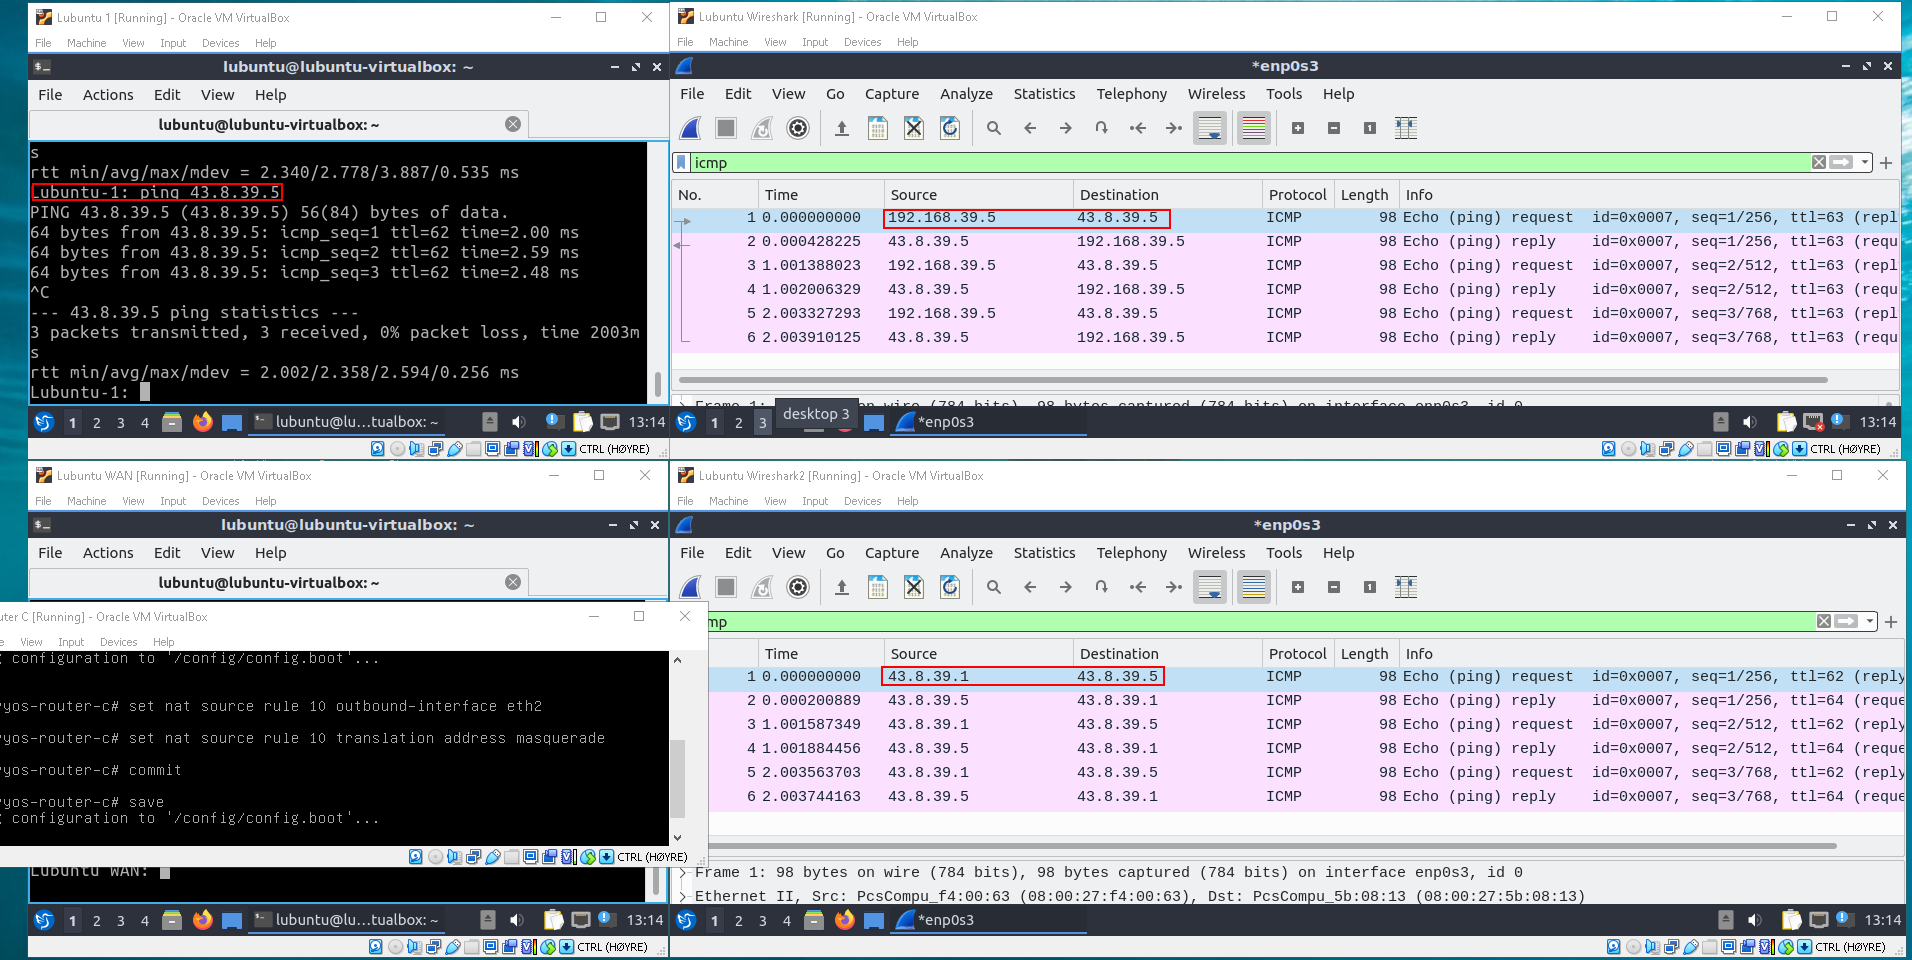 Lubuntu 1 [Running] - Oracle VM VirtualBox
File Machine View Input Devices Help
lubuntu@lubuntu-virtualbox: ~
File Actions Edit View Help
lubuntu@lubuntu-virtualbox: ~
s
rtt min/avg/max/mdev = 2.340/2.778/3.887/0.535 ms
Lubuntu-1: ping 43.8.39.5
PING 43.8.39.5 (43.8.39.5) 56(84) bytes of data.
64 bytes from 43.8.39.5: icmp_seq=1 ttl=62 time=2.00 ms
64 bytes from 43.8.39.5: icmp_seq=2 ttl=62 time=2.59 ms
64 bytes from 43.8.39.5: icmp_seq=3 ttl=62 time=2.48 ms
^C
--- 43.8.39.5 ping statistics ---
3 packets transmitted, 3 received, 0% packet loss, time 2003m
s
rtt min/avg/max/mdev = 2.002/2.358/2.594/0.256 ms
Lubuntu-1:
1 2 3 4 lubuntu@lu...tualbox: ~ 13:14
CTRL (HØYRE)
Lubuntu Wireshark [Running] - Oracle VM VirtualBox
File Machine View Input Devices Help
*enp0s3
File Edit View Go Capture Analyze Statistics Telephony Wireless Tools Help
icmp
No. Time Source Destination Protocol Length Info
1 0.000000000 192.168.39.5 43.8.39.5 ICMP 98 Echo (ping) request id=0x0007, seq=1/256, ttl=63 (repl
2 0.000428225 43.8.39.5 192.168.39.5 ICMP 98 Echo (ping) reply id=0x0007, seq=1/256, ttl=63 (requ
3 1.001388023 192.168.39.5 43.8.39.5 ICMP 98 Echo (ping) request id=0x0007, seq=2/512, ttl=63 (repl
4 1.002006329 43.8.39.5 192.168.39.5 ICMP 98 Echo (ping) reply id=0x0007, seq=2/512, ttl=63 (requ
5 2.003327293 192.168.39.5 43.8.39.5 ICMP 98 Echo (ping) request id=0x0007, seq=3/768, ttl=63 (repl
6 2.003910125 43.8.39.5 192.168.39.5 ICMP 98 Echo (ping) reply id=0x0007, seq=3/768, ttl=63 (requ
Frame 1: on wire (784 bits), 98 bytes captured (784 bits) on interface enp0s3, id 0
desktop 3
1 2 3 *enp0s3 13:14
CTRL (HØYRE)
Lubuntu WAN [Running] - Oracle VM VirtualBox
File Machine View Input Devices Help
lubuntu@lubuntu-virtualbox: ~
File Actions Edit View Help
lubuntu@lubuntu-virtualbox: ~
uter C [Running] - Oracle VM VirtualBox
e View Input Devices Help
configuration to '/config/config.boot'...
yos-router-c# set nat source rule 10 outbound-interface eth2
yos-router-c# set nat source rule 10 translation address masquerade
yos-router-c# commit
yos-router-c# save
configuration to '/config/config.boot'...
CTRL (HØYRE)
Lubuntu WAN:
1 2 3 4 lubuntu@lu...tualbox: ~ 13:14
CTRL (HØYRE)
Lubuntu Wireshark2 [Running] - Oracle VM VirtualBox
File Machine View Input Devices Help
*enp0s3
File Edit View Go Capture Analyze Statistics Telephony Wireless Tools Help
mp
Time Source Destination Protocol Length Info
1 0.000000000 43.8.39.1 43.8.39.5 ICMP 98 Echo (ping) request id=0x0007, seq=1/256, ttl=62 (reply
2 0.000200889 43.8.39.5 43.8.39.1 ICMP 98 Echo (ping) reply id=0x0007, seq=1/256, ttl=64 (reque
3 1.001587349 43.8.39.1 43.8.39.5 ICMP 98 Echo (ping) request id=0x0007, seq=2/512, ttl=62 (reply
4 1.001884456 43.8.39.5 43.8.39.1 ICMP 98 Echo (ping) reply id=0x0007, seq=2/512, ttl=64 (reque
5 2.003563703 43.8.39.1 43.8.39.5 ICMP 98 Echo (ping) request id=0x0007, seq=3/768, ttl=62 (reply
6 2.003744163 43.8.39.5 43.8.39.1 ICMP 98 Echo (ping) reply id=0x0007, seq=3/768, ttl=64 (reque
Frame 1: 98 bytes on wire (784 bits), 98 bytes captured (784 bits) on interface enp0s3, id 0
Ethernet II, Src: PcsCompu_f4:00:63 (08:00:27:f4:00:63), Dst: PcsCompu_5b:08:13 (08:00:27:5b:08:13)
1 2 3 4 *enp0s3 13:14
CTRL (HØYRE)